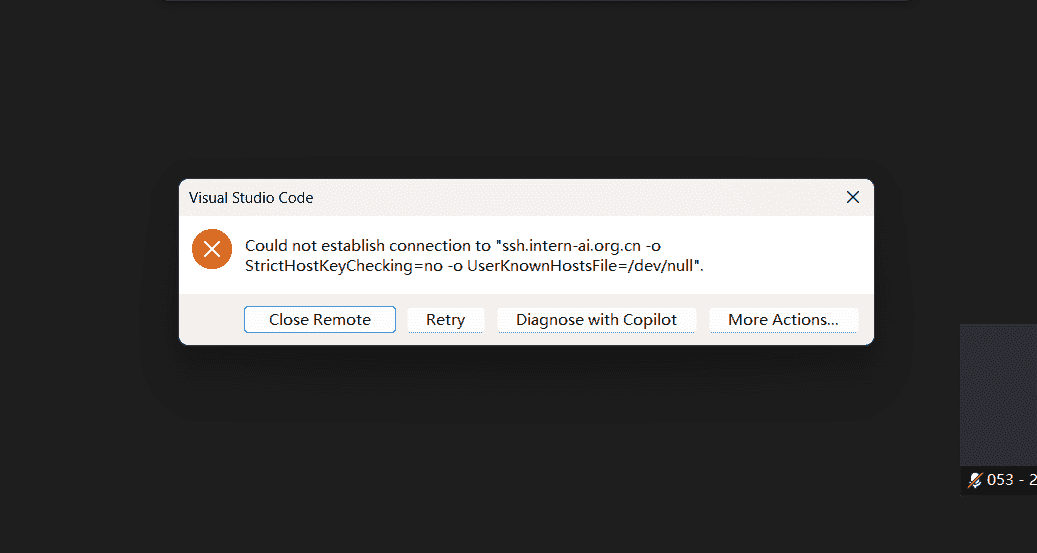 Visual Studio Code
Could not establish connection to "ssh.intern-ai.org.cn -o
StrictHostKeyChecking=no -o UserKnownHostsFile=/dev/null".
Close Remote
Retry
Diagnose with Copilot
More Actions...
053 - 2